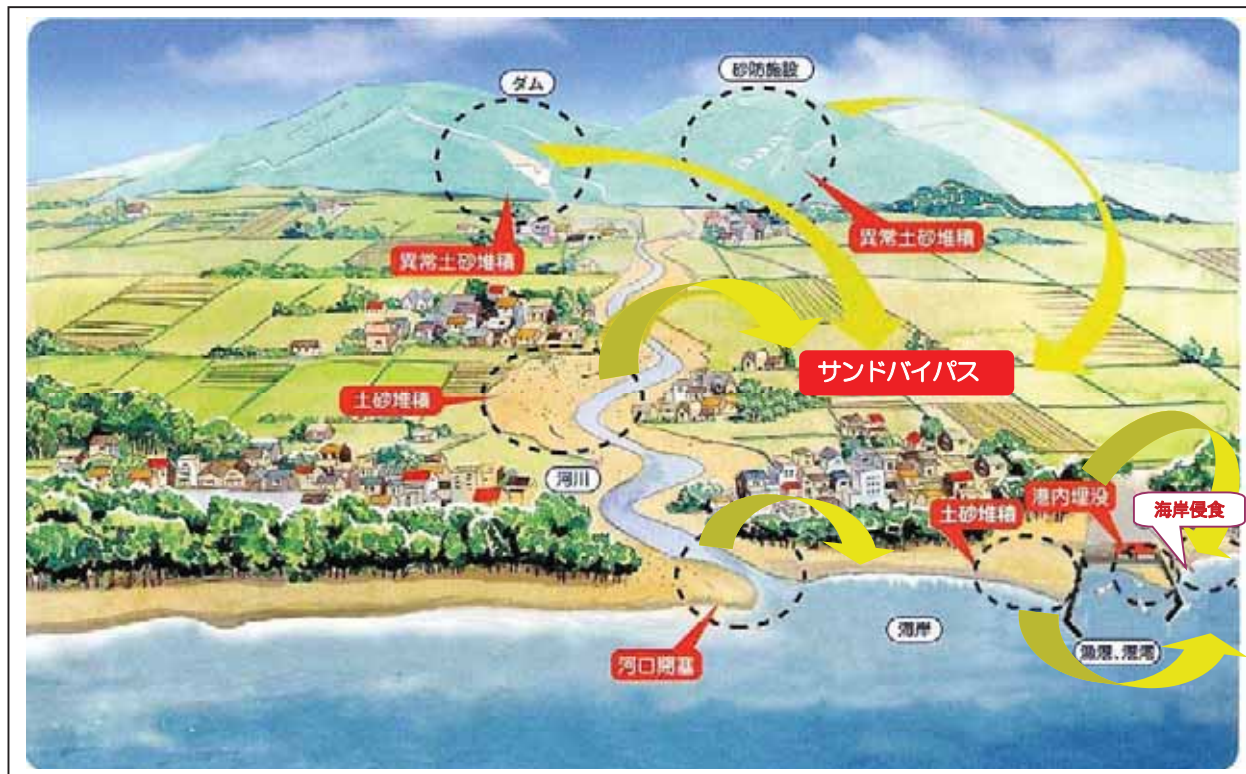 ダム
砂防施設
異常土砂堆積
異常土砂堆積
サンドバイパス
土砂堆積
河川
土砂堆積
港内埋没
海岸侵食
海岸
漁港、港湾
河口閉塞